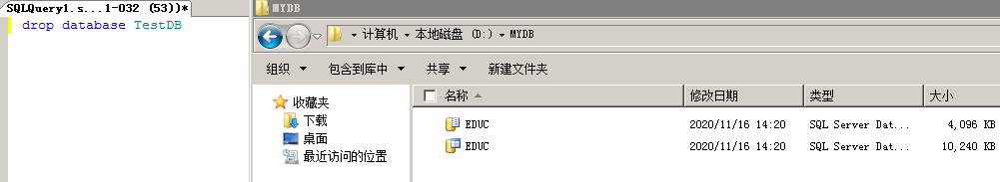 SQLQuery1.s...1-032 (53))*
drop database TestDB
MYDB
计算机 本地磁盘 (D:) MYDB
组织 包含到库中 共享 新建文件夹
收藏夹
下载
桌面
最近访问的位置
名称 修改日期 类型 大小
EDUC 2020/11/16 14:20 SQL Server Dat... 4,096 KB
EDUC 2020/11/16 14:20 SQL Server Dat... 10,240 KB